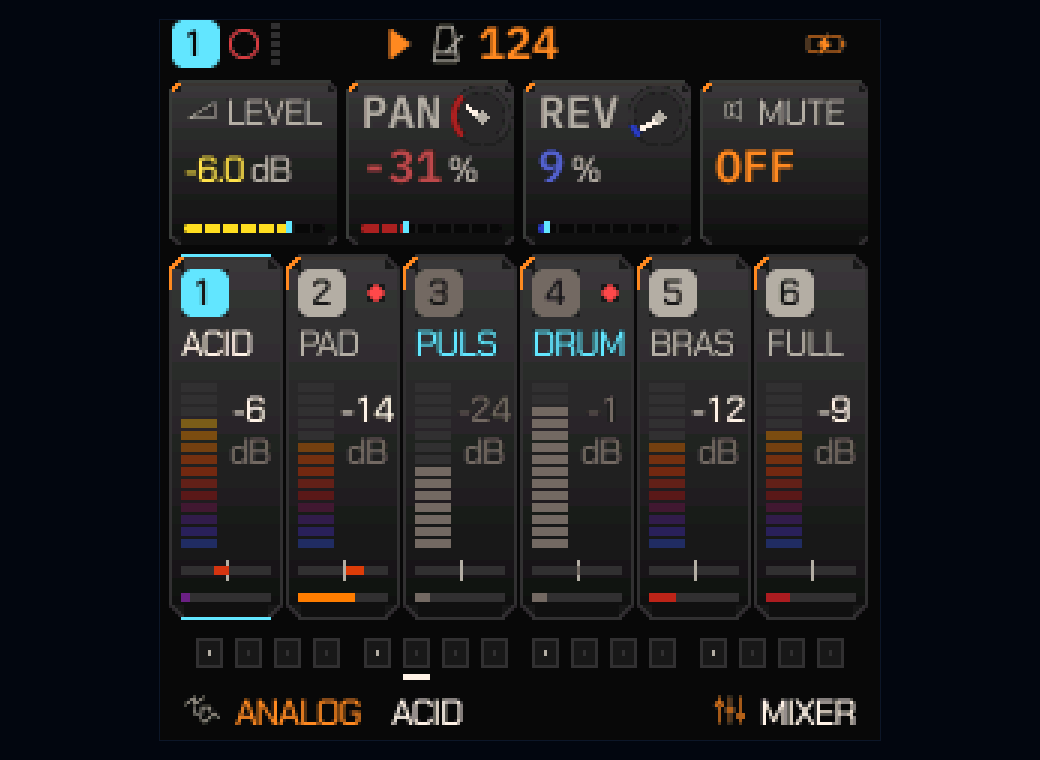 1 124
LEVEL PAN REV MUTE
-6.0 dB -31 % 9 % OFF
1 2 3 4 5 6
ACID PAD PULS DRUM BRAS FULL
-6 -14 -24 -1 -12 -9
dB dB dB dB dB dB
ANALOG ACID MIXER